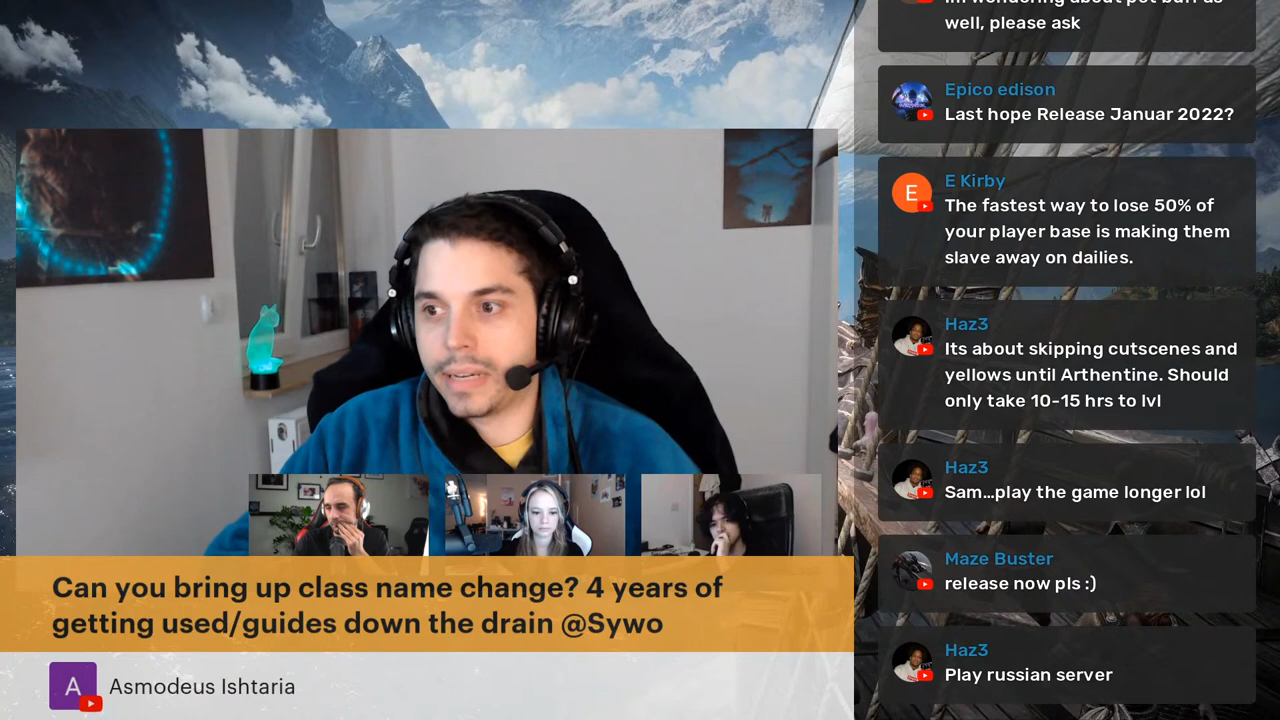 well, please ask
Epico edison
Last hope Release Januar 2022?
E
E Kirby
The fastest way to lose 50% of
your player base is making them
slave away on dailies.
Haz3
Its about skipping cutscenes and
yellows until Arthentine. Should
only take 10-15 hrs to lvl
Haz3
Sam...play the game longer lol
Maze Buster
release now pls :)
Haz3
Play russian server
Can you bring up class name change? 4 years of
getting used/guides down the drain @Sywo
A
Asmodeus Ishtaria